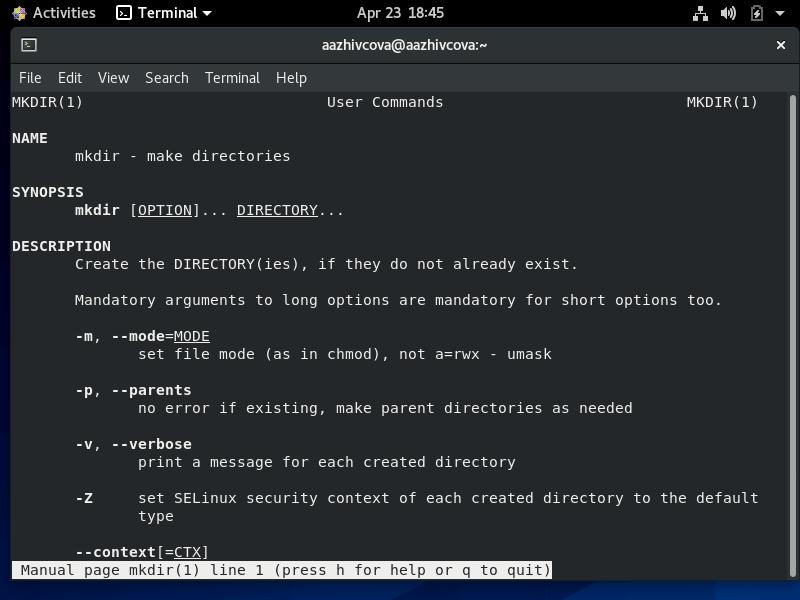 Activities Terminal Apr 23 18:45
aazhivcova@aazhivcova:~
File Edit View Search Terminal Help
MKDIR(1) User Commands MKDIR(1)
NAME
mkdir - make directories
SYNOPSIS
mkdir [OPTION]... DIRECTORY...
DESCRIPTION
Create the DIRECTORY(ies), if they do not already exist.
Mandatory arguments to long options are mandatory for short options too.
-m, --mode=MODE
set file mode (as in chmod), not a=rwx - umask
-p, --parents
no error if existing, make parent directories as needed
-v, --verbose
print a message for each created directory
-Z set SELinux security context of each created directory to the default
type
--context[=CTX]
Manual page mkdir(1) line 1 (press h for help or q to quit)